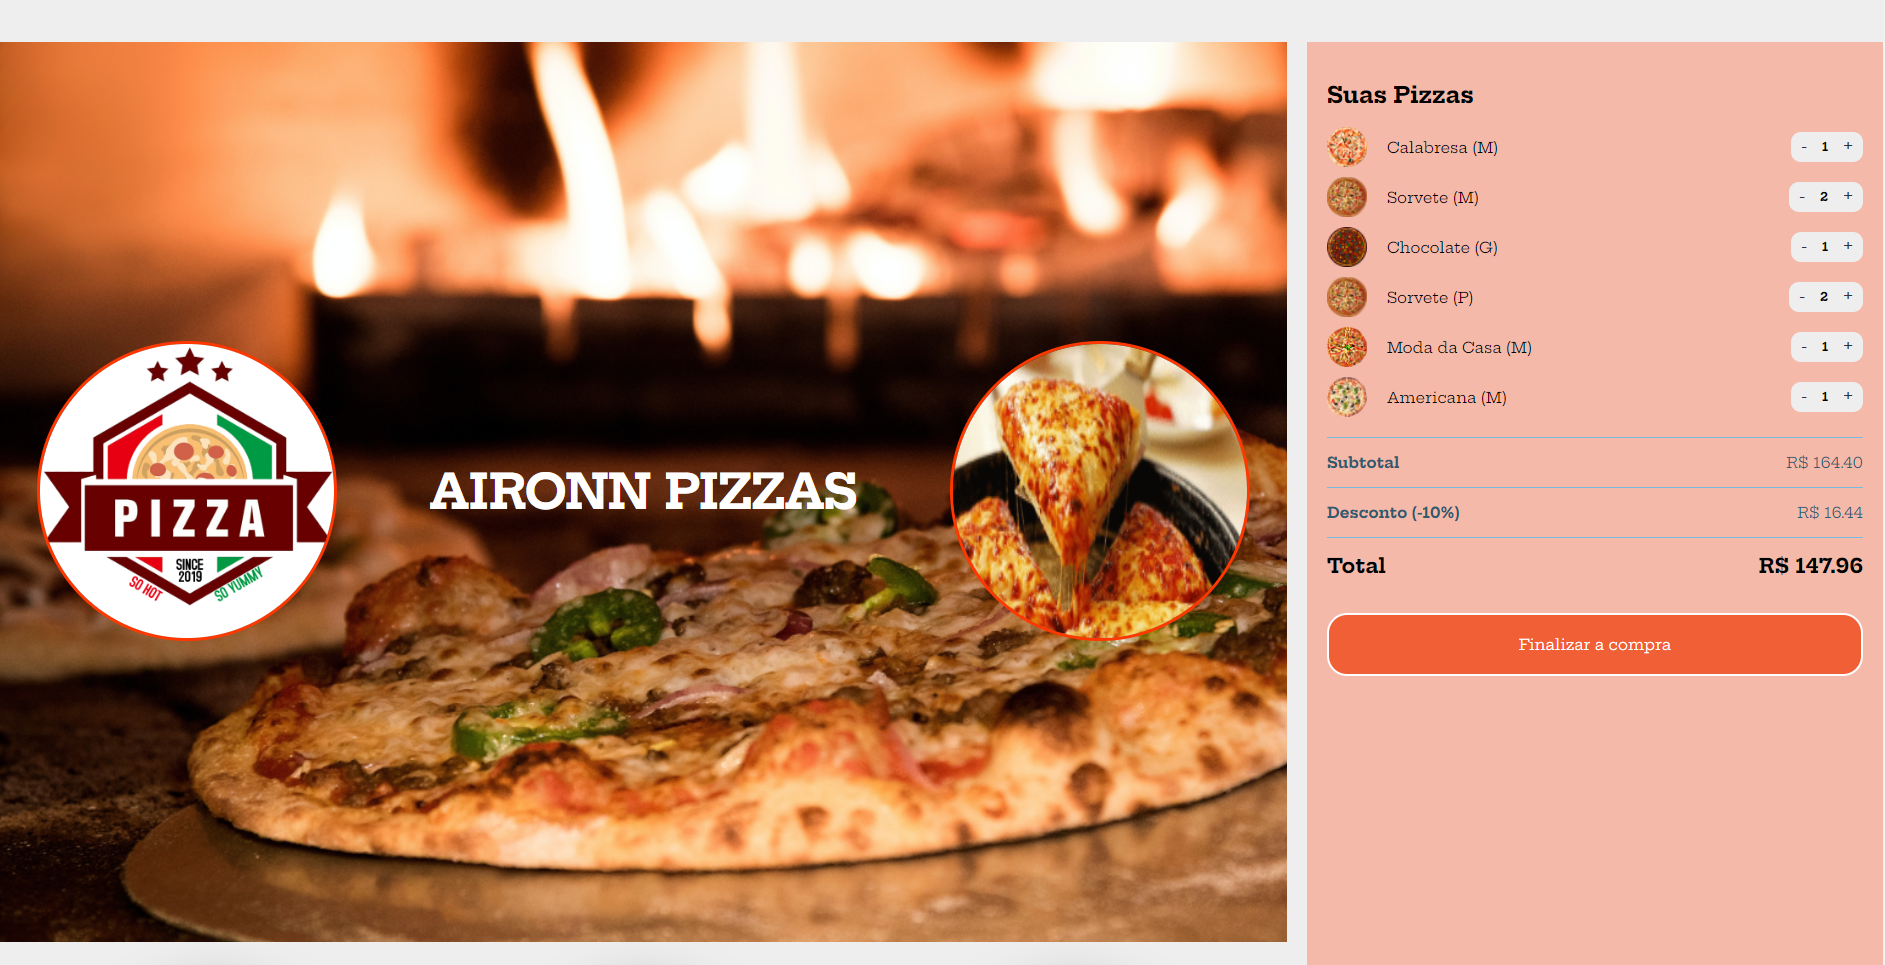 PIZZA
SINCE
2019
SO HOT
SO YUMMY
AIRONN PIZZAS
Suas Pizzas
Calabresa (M) - 1 +
Sorvete (M) - 2 +
Chocolate (G) - 1 +
Sorvete (P) - 2 +
Moda da Casa (M) - 1 +
Americana (M) - 1 +
Subtotal R$ 164.40
Desconto (-10%) R$ 16.44
Total R$ 147.96
Finalizar a compra